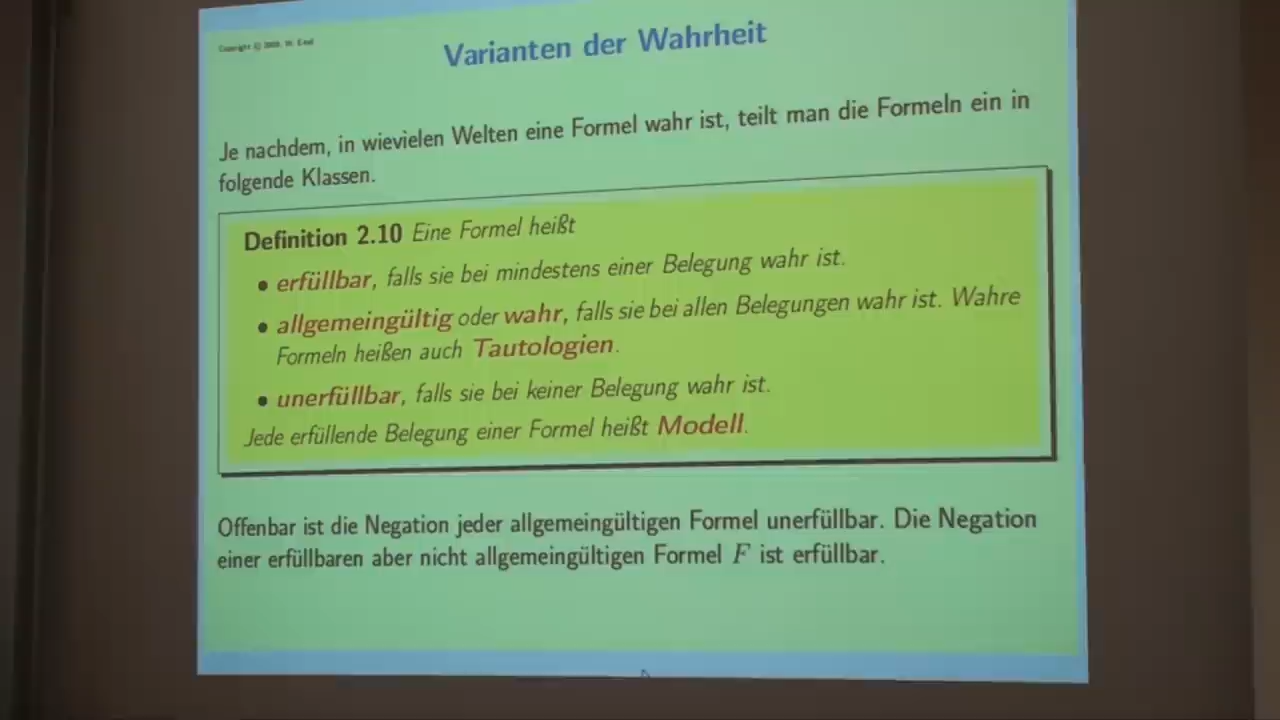 Copyright © 2009, W. Ertel
Varianten der Wahrheit
Je nachdem, in wievielen Welten eine Formel wahr ist, teilt man die Formeln ein in
folgende Klassen.
Definition 2.10 Eine Formel heißt
• erfüllbar, falls sie bei mindestens einer Belegung wahr ist.
• allgemeingültig oder wahr, falls sie bei allen Belegungen wahr ist. Wahre
Formeln heißen auch Tautologien.
• unerfüllbar, falls sie bei keiner Belegung wahr ist.
Jede erfüllende Belegung einer Formel heißt Modell.
Offenbar ist die Negation jeder allgemeingültigen Formel unerfüllbar. Die Negation
einer erfüllbaren aber nicht allgemeingültigen Formel F ist erfüllbar.